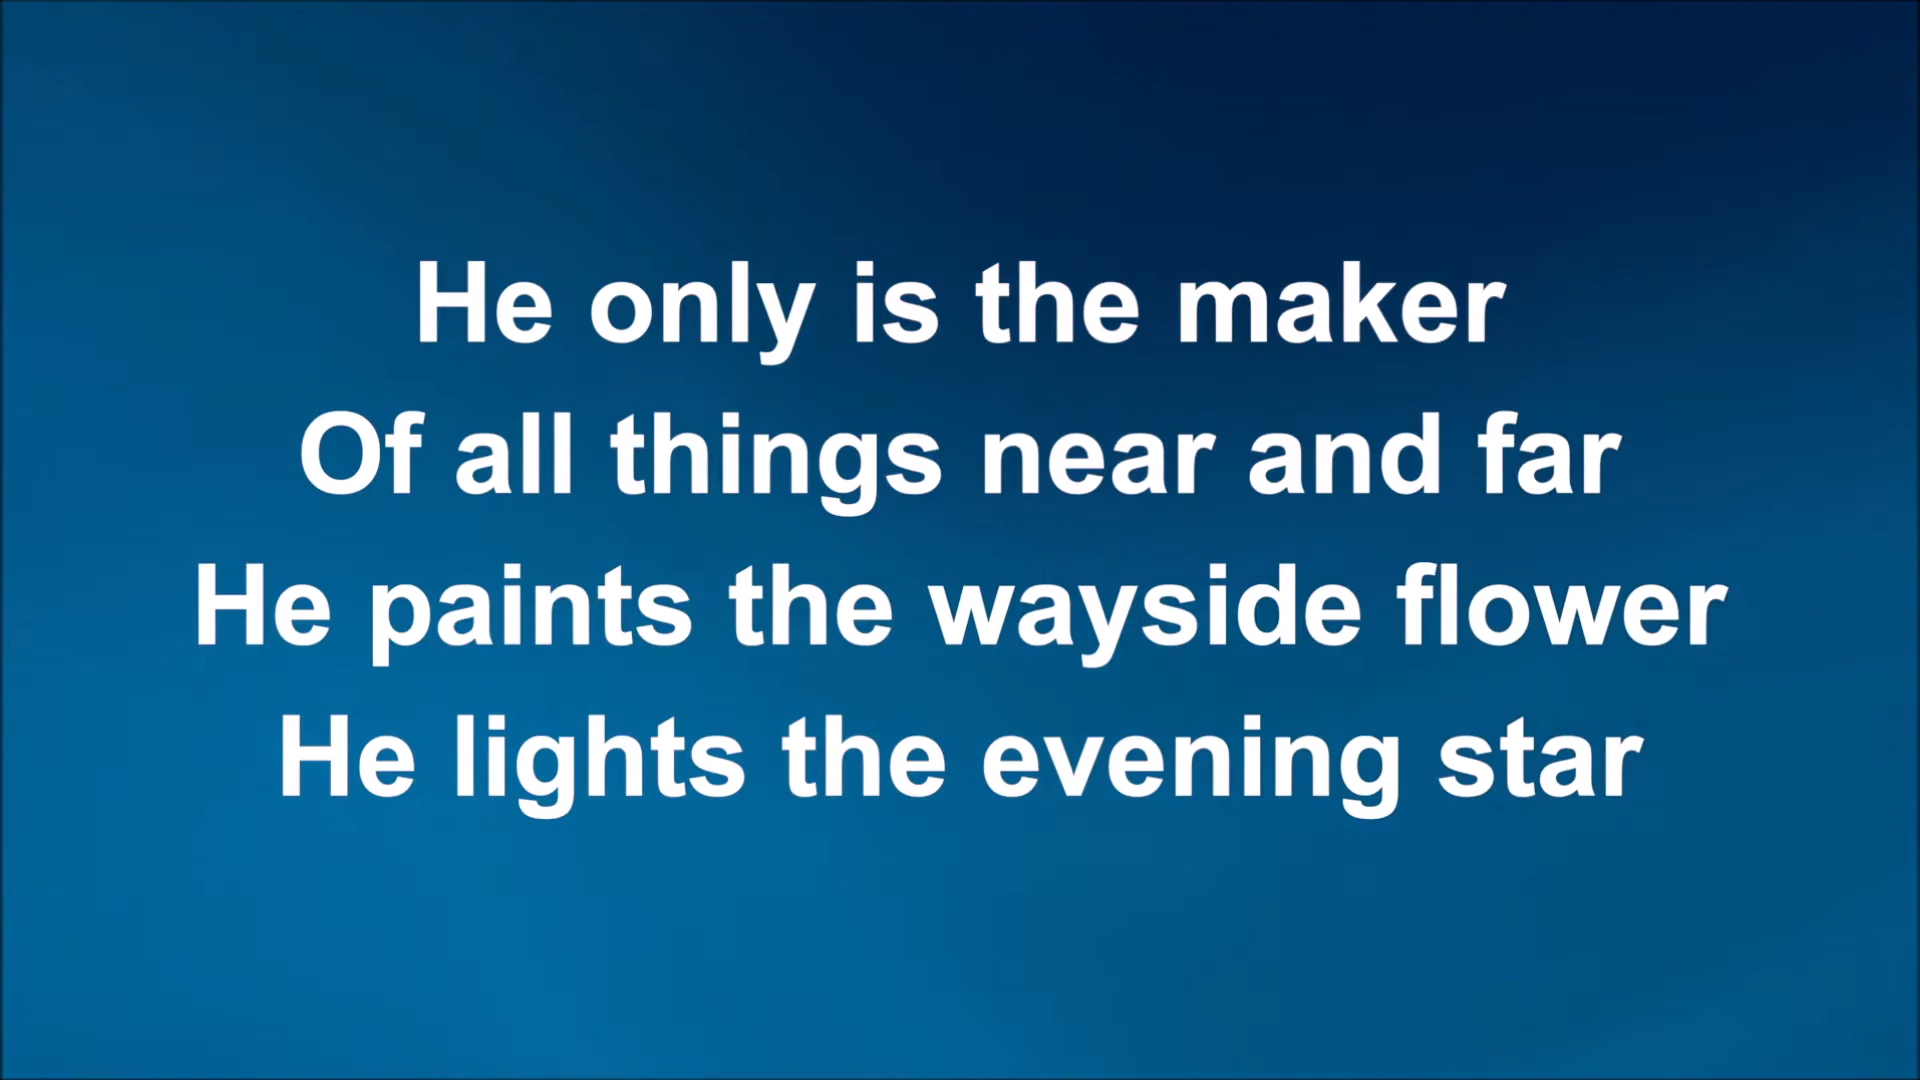 He only is the maker
Of all things near and far
He paints the wayside flower
He lights the evening star